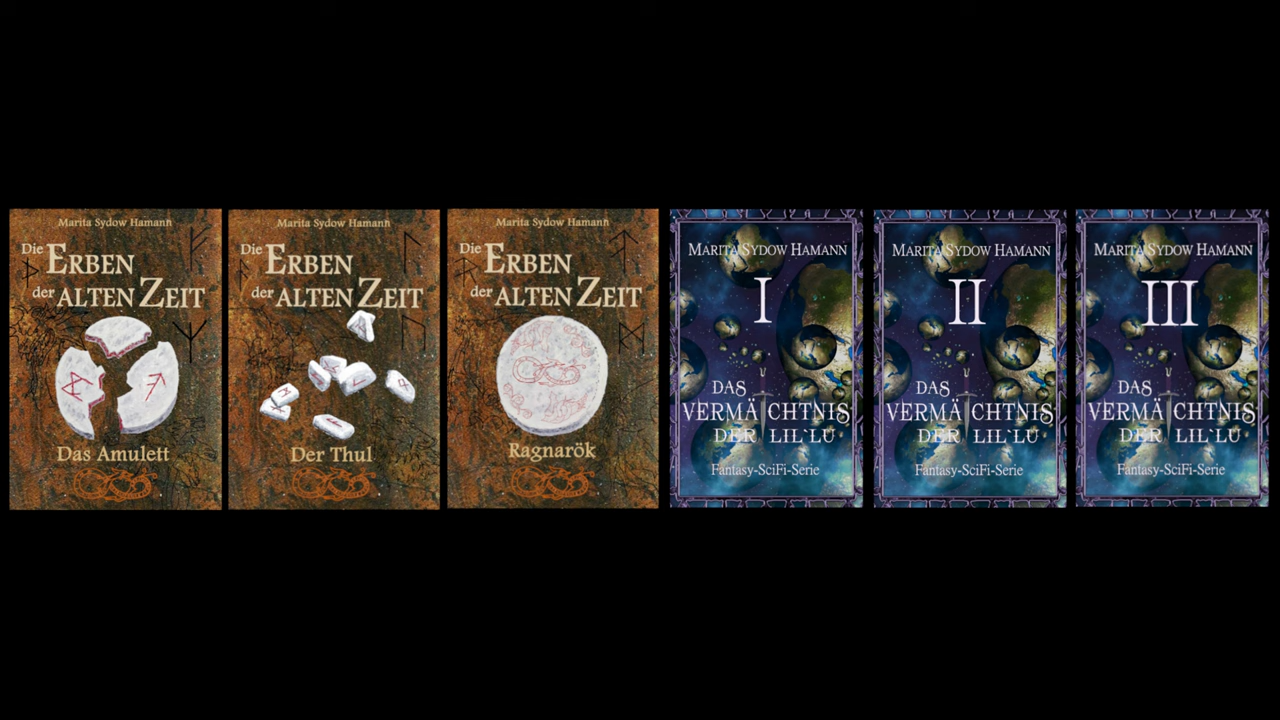 Marita Sydow Hamann
Die ERBEN
der ALTEN ZEIT
Das Amulett
Marita Sydow Hamann
Die ERBEN
der ALTEN ZEIT
Der Thul
Marita Sydow Hamann
Die ERBEN
der ALTEN ZEIT
Ragnarök
MARITA SYDOW HAMANN
I
DAS
VERMÄCHTNIS
DER LIL`LU
Fantasy-SciFi-Serie
MARITA SYDOW HAMANN
II
DAS
VERMÄCHTNIS
DER LIL`LU
Fantasy-SciFi-Serie
MARITA SYDOW HAMANN
III
DAS
VERMÄCHTNIS
DER LIL`LU
Fantasy-SciFi-Serie